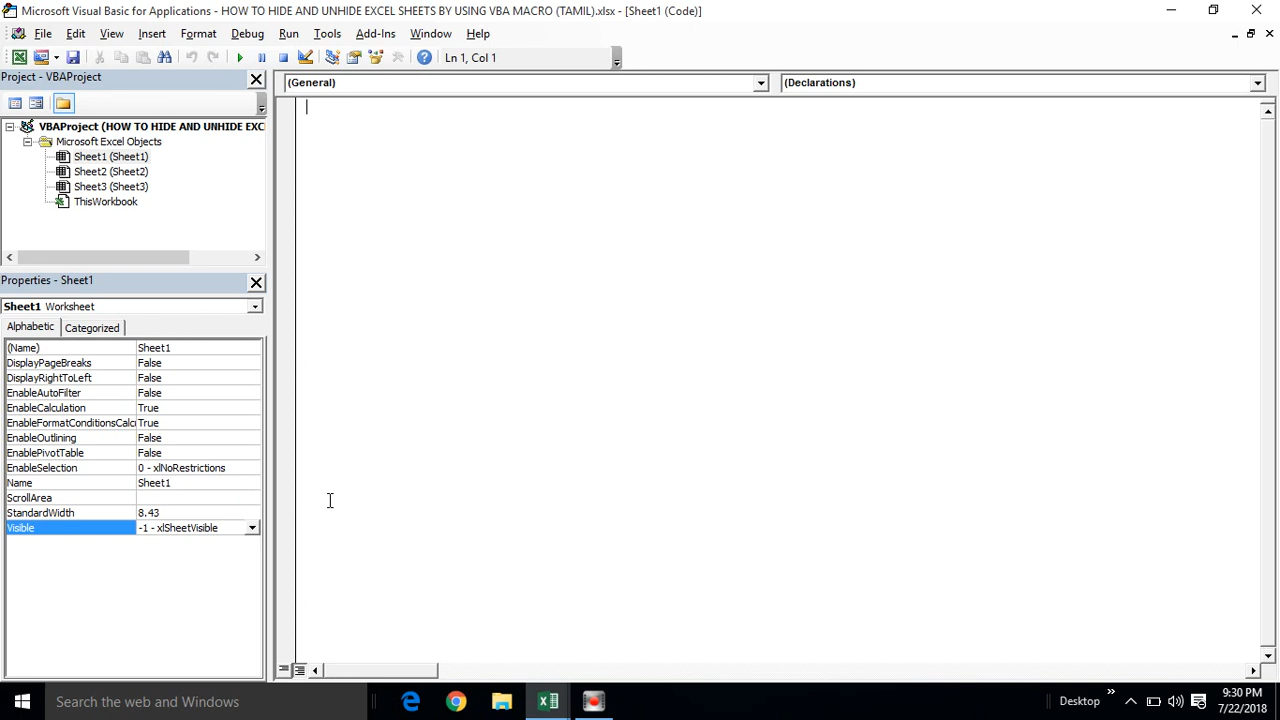 Microsoft Visual Basic for Applications - HOW TO HIDE AND UNHIDE EXCEL SHEETS BY USING VBA MACRO (TAMIL).xlsx - [Sheet1 (Code)]
File Edit View Insert Format Debug Run Tools Add-Ins Window Help
Ln 1, Col 1
Project - VBAProject
(General) (Declarations)
VBAProject (HOW TO HIDE AND UNHIDE EXC
Microsoft Excel Objects
Sheet1 (Sheet1)
Sheet2 (Sheet2)
Sheet3 (Sheet3)
ThisWorkbook
Properties - Sheet1
Sheet1 Worksheet
Alphabetic Categorized
(Name) Sheet1
DisplayPageBreaks False
DisplayRightToLeft False
EnableAutoFilter False
EnableCalculation True
EnableFormatConditionsCalc True
EnableOutlining False
EnablePivotTable False
EnableSelection 0 - xlNoRestrictions
Name Sheet1
ScrollArea
StandardWidth 8.43
Visible -1 - xlSheetVisible
Search the web and Windows
Desktop
9:30 PM
7/22/2018